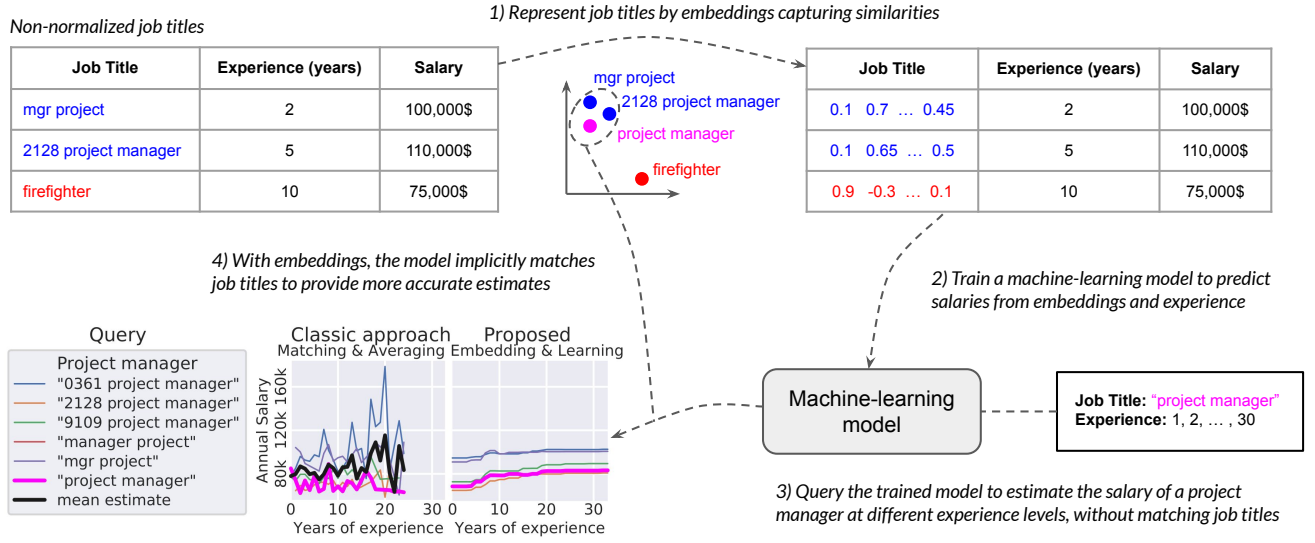 1) Represent job titles by embeddings capturing similarities
Non-normalized job titles
Job Title Experience (years) Salary
mgr project 2 100,000$
2128 project manager 5 110,000$
firefighter 10 75,000$
mgr project
2128 project manager
project manager
firefighter
Job Title Experience (years) Salary
0.1 0.7 … 0.45 2 100,000$
0.1 0.65 … 0.5 5 110,000$
0.9 -0.3 … 0.1 10 75,000$
4) With embeddings, the model implicitly matches
job titles to provide more accurate estimates
2) Train a machine-learning model to predict
salaries from embeddings and experience
Query
Project manager
"0361 project manager"
"2128 project manager"
"9109 project manager"
"manager project"
"mgr project"
"project manager"
mean estimate
Classic approach
Matching & Averaging
Annual Salary
160k
120k
80k
0 10 20 30
Years of experience
Proposed
Embedding & Learning
0 10 20 30
Years of experience
Machine-learning
model
Job Title: “project manager”
Experience: 1, 2, … , 30
3) Query the trained model to estimate the salary of a project
manager at different experience levels, without matching job titles